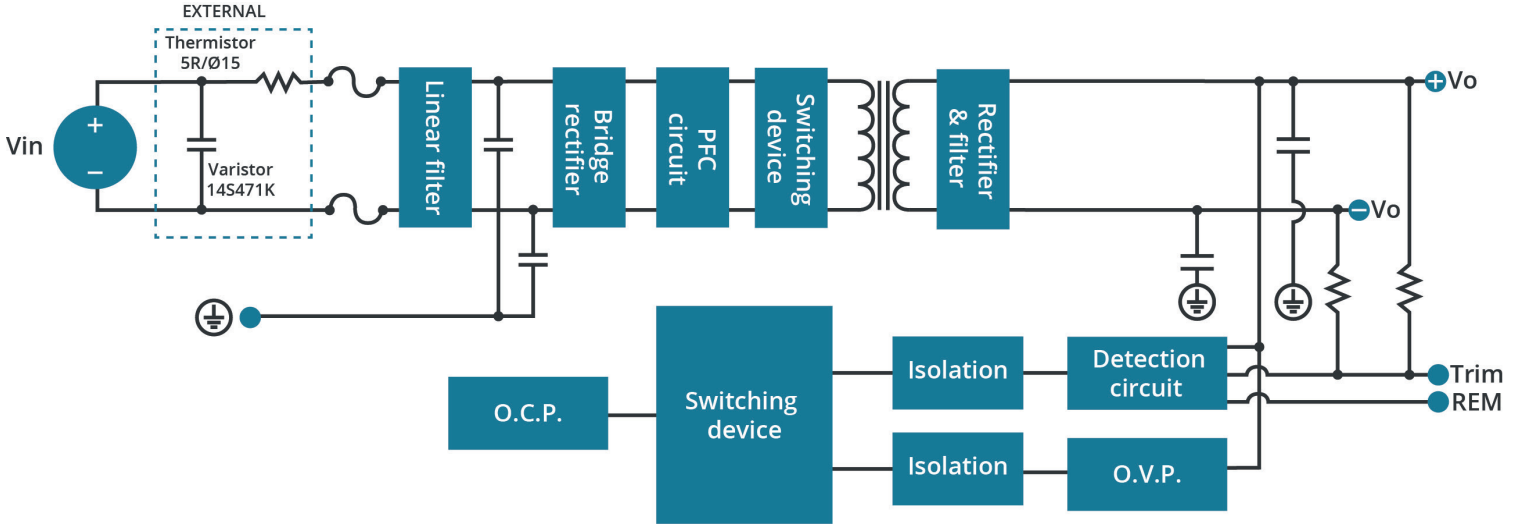 EXTERNAL
Thermistor
5R/Ø15
Vin
+
−
Varistor
14S471K
Linear filter
Bridge
rectifier
PFC
circuit
Switching
device
Rectifier
& filter
+
Vo
−
Vo
O.C.P.
Switching
device
Isolation
Detection
circuit
Trim
REM
Isolation
O.V.P.